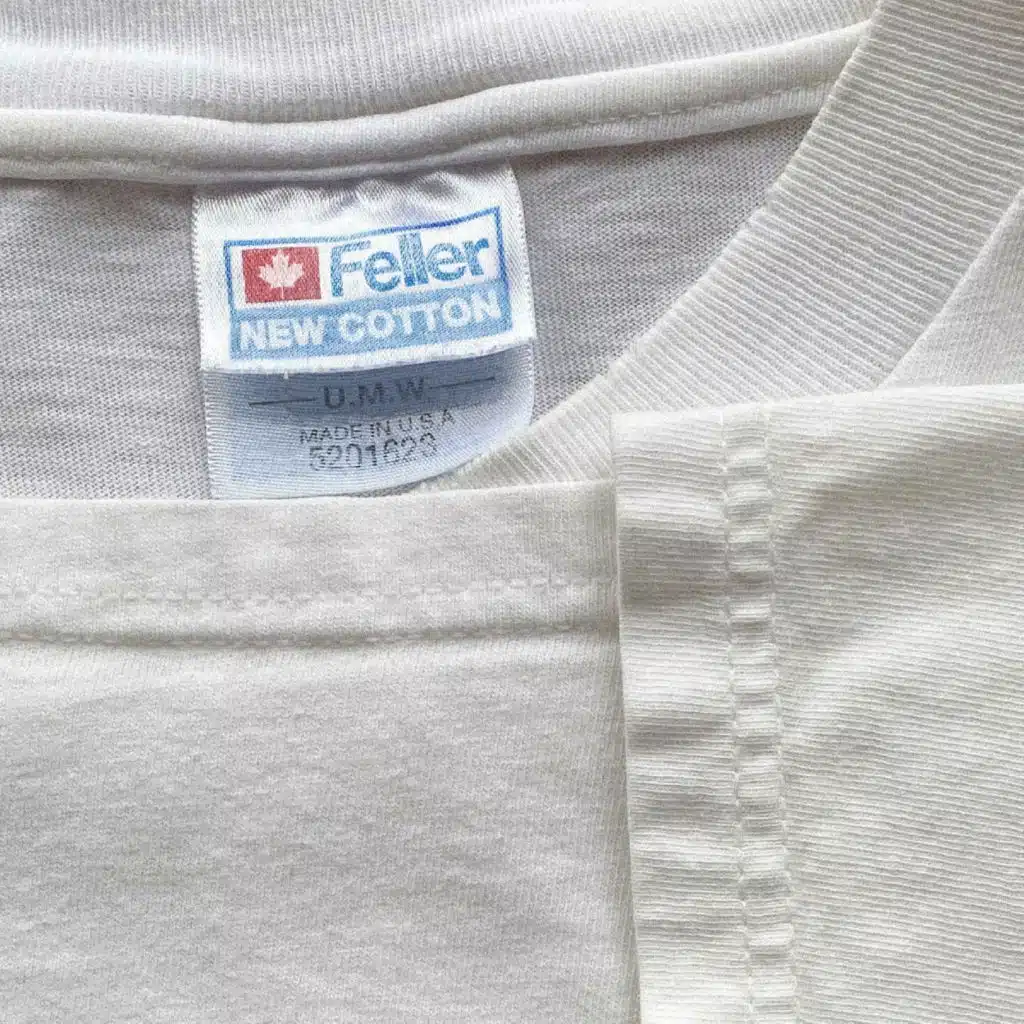 Feller
NEW COTTON
U.M.W.
MADE IN U.S.A
5201623